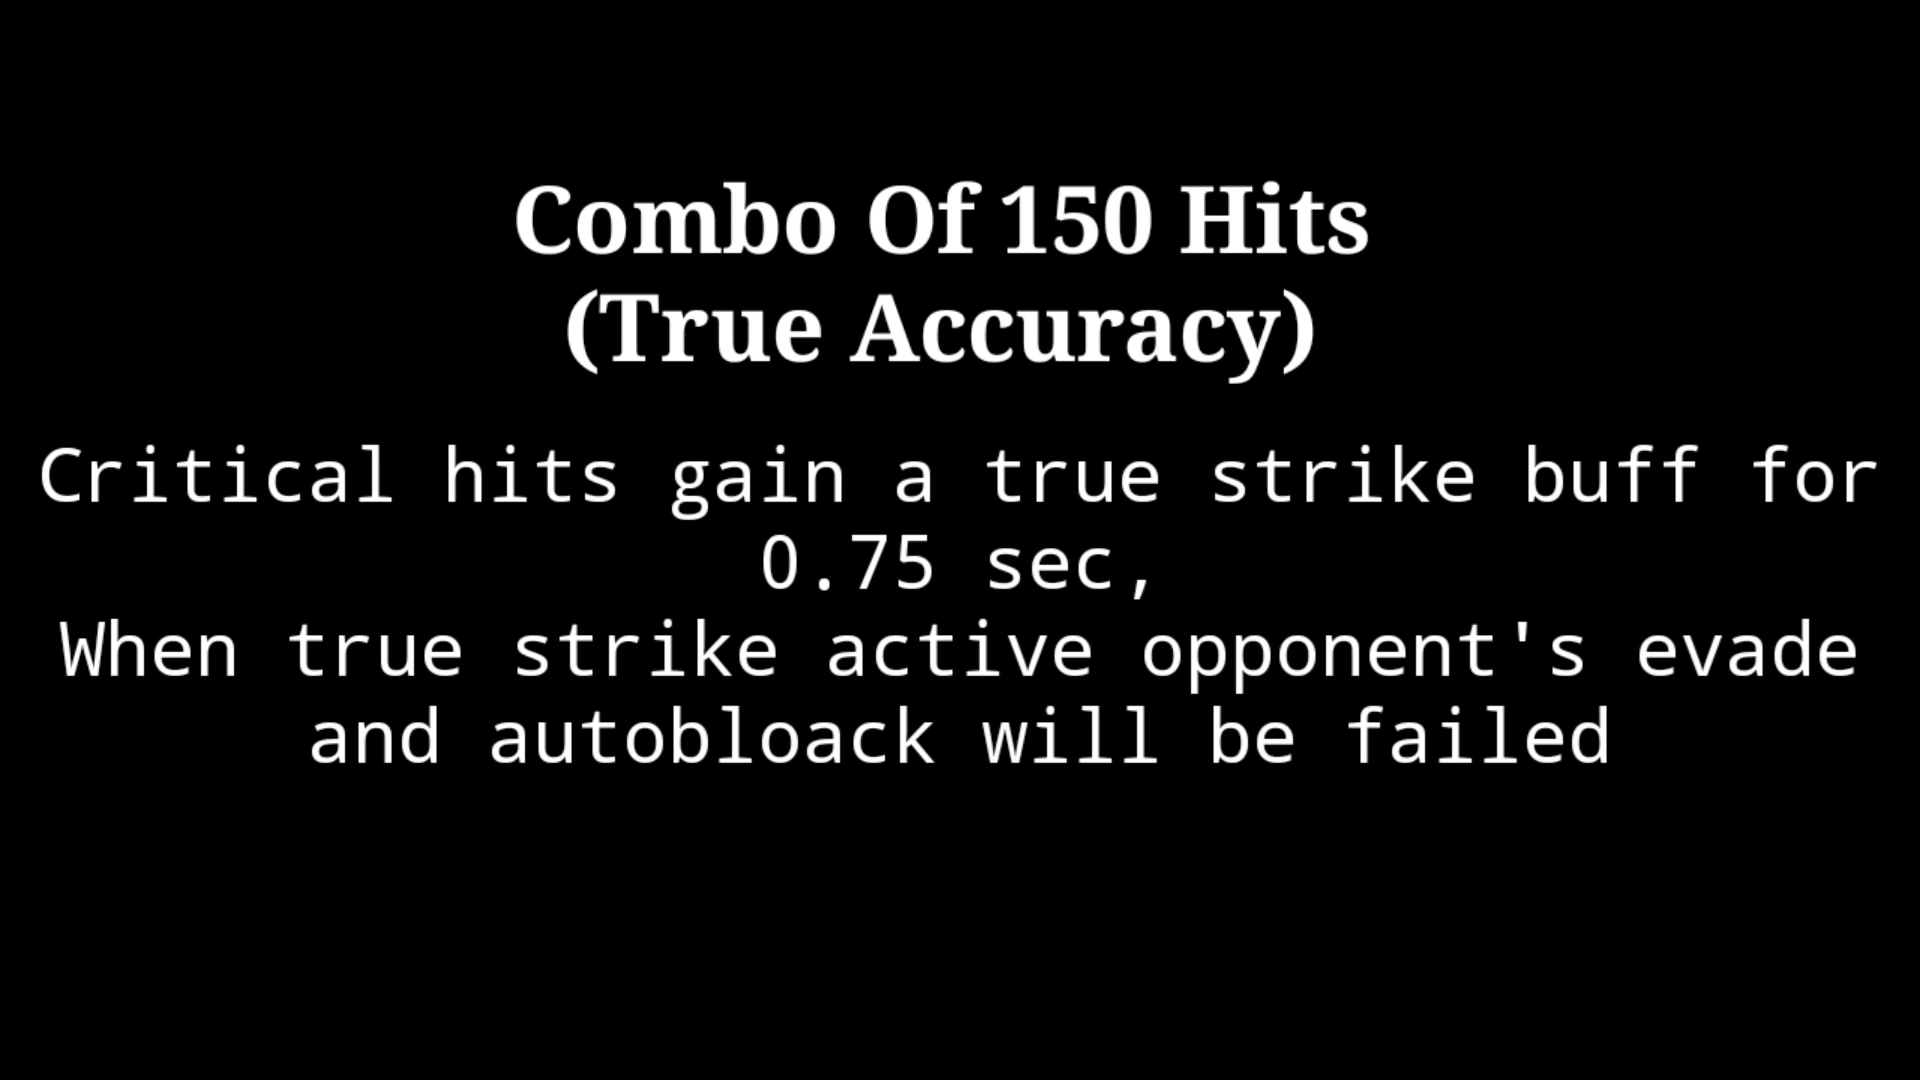 Combo Of 150 Hits
(True Accuracy)
Critical hits gain a true strike buff for
0.75 sec,
When true strike active opponent's evade
and autobloack will be failed